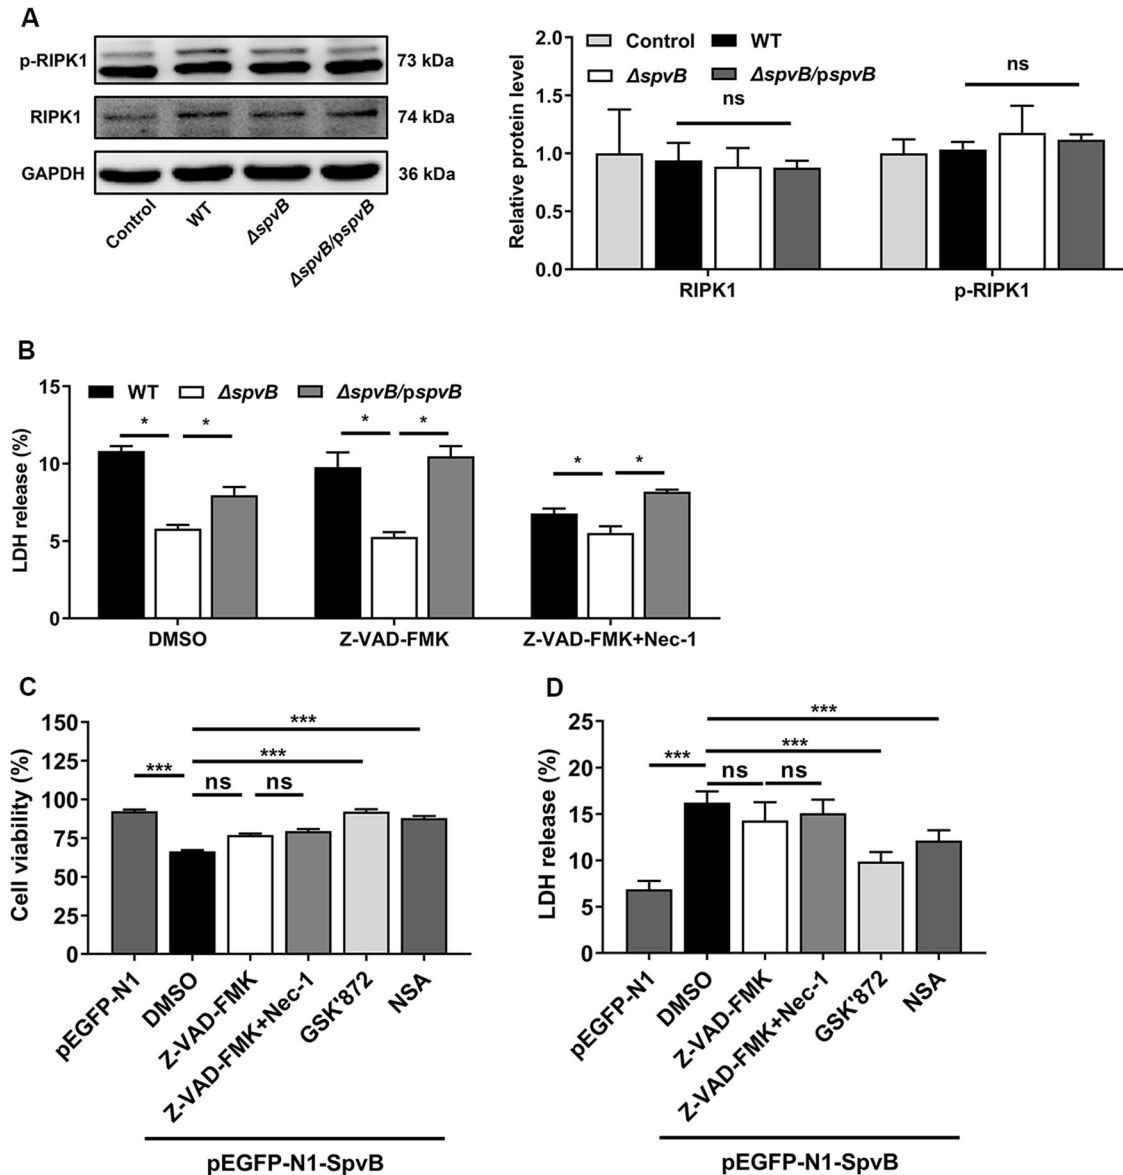 A
p-RIPK1
73 kDa
RIPK1
74 kDa
GAPDH
36 kDa
Control
WT
ΔspvB
ΔspvB/pspvB
Relative protein level
2.0
1.5
1.0
0.5
0.0
Control
WT
ΔspvB
ΔspvB/pspvB
ns
ns
RIPK1
p-RIPK1
B
LDH release (%)
15
10
5
0
WT
ΔspvB
ΔspvB/pspvB
*
*
*
*
*
*
DMSO
Z-VAD-FMK
Z-VAD-FMK+Nec-1
C
Cell viability (%)
150
125
100
75
50
25
0
***
***
***
ns
ns
pEGFP-N1
DMSO
Z-VAD-FMK
Z-VAD-FMK+Nec-1
GSK'872
NSA
pEGFP-N1-SpvB
D
LDH release (%)
25
20
15
10
5
0
***
***
***
ns
ns
pEGFP-N1
DMSO
Z-VAD-FMK
Z-VAD-FMK+Nec-1
GSK'872
NSA
pEGFP-N1-SpvB